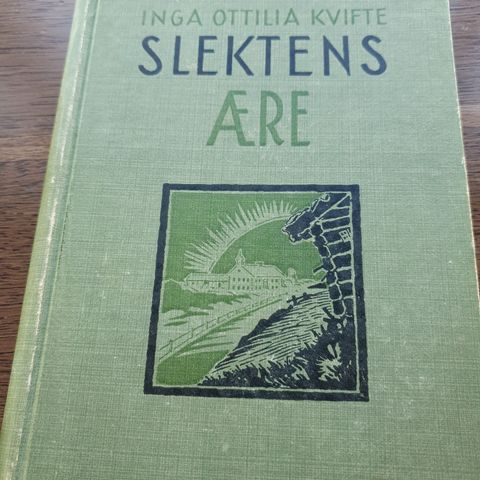 INGA OTTILIA KVIFTE
SLEKTENS
ÆRE